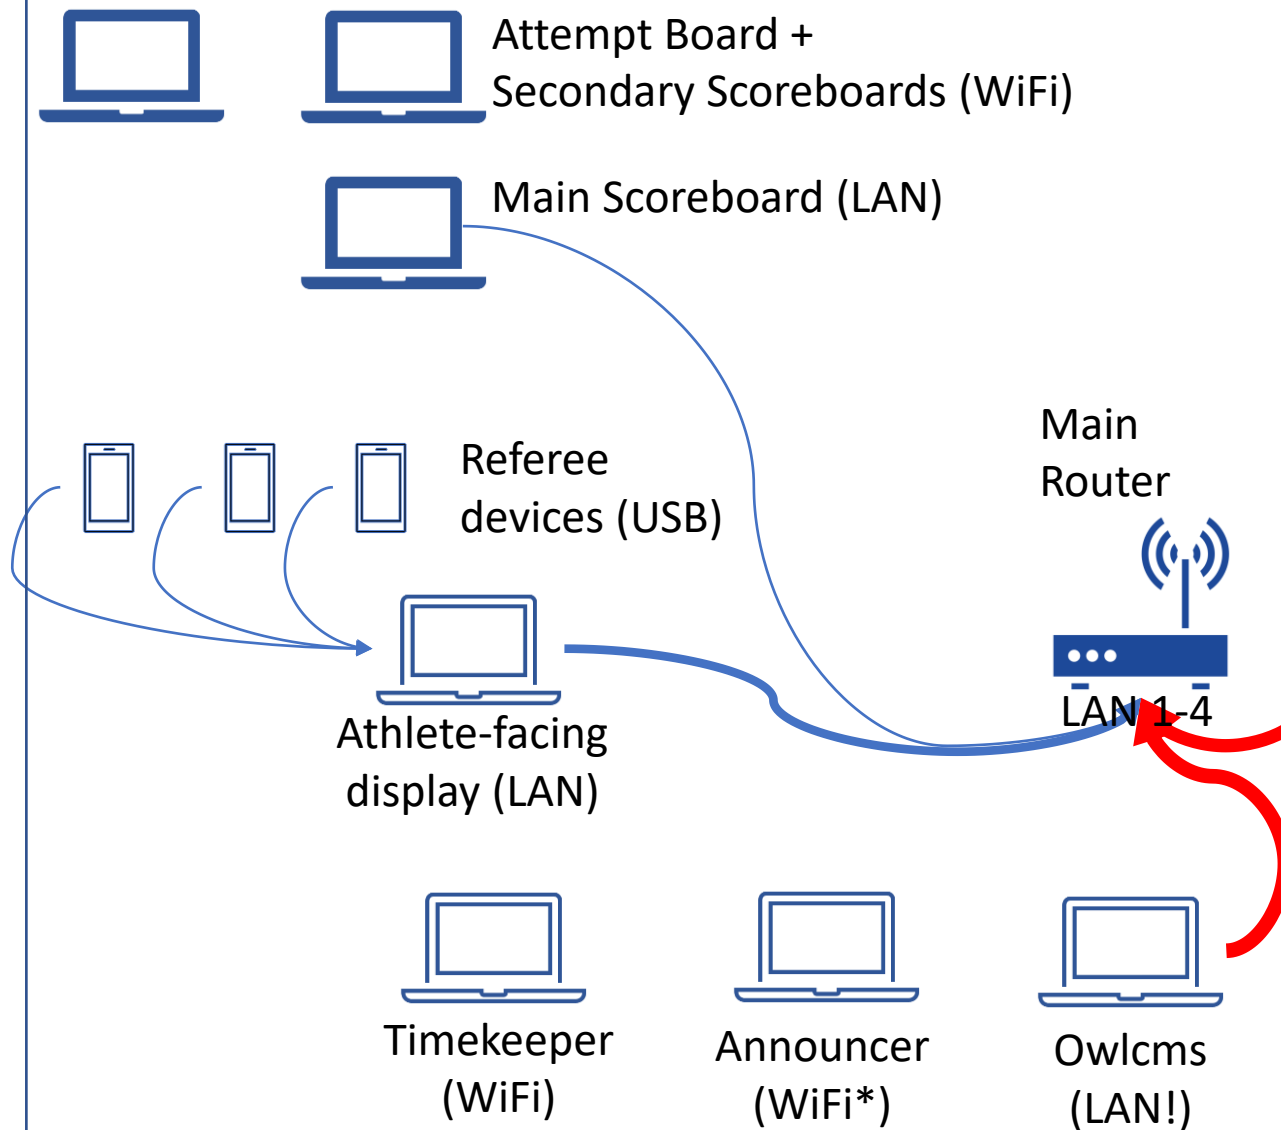 Attempt Board +
Secondary Scoreboards (WiFi)
Main Scoreboard (LAN)
Main
Router
Referee
devices (USB)
LAN 1-4
Athlete-facing
display (LAN)
Timekeeper
(WiFi)
Announcer
(WiFi*)
Owlcms
(LAN!)